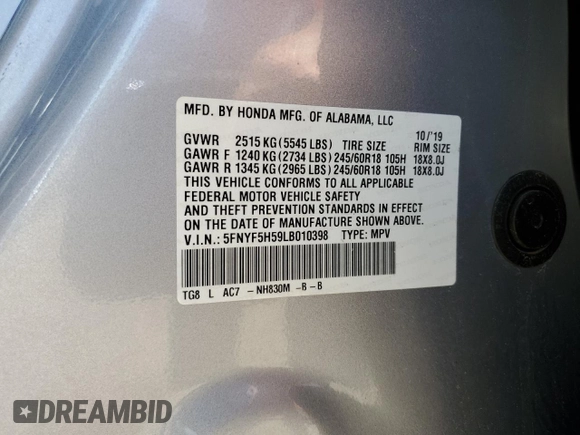 MFD. BY HONDA MFG. OF ALABAMA, LLC
10/'19
GVWR 2515 KG(5545 LBS) TIRE SIZE RIM SIZE
GAWR F 1240 KG(2734 LBS)245/60R18 105H 18X8.0J
GAWR R 1345 KG(2965 LBS)245/60R18 105H 18X8.0J
THIS VEHICLE CONFORMS TO ALL APPLICABLE
FEDERAL MOTOR VEHICLE SAFETY
AND THEFT PREVENTION STANDARDS IN EFFECT
ON THE DATE OF MANUFACTURE SHOWN ABOVE.
V.I.N.: 5FNYF5H59LB010398 TYPE: MPV
TG8 L AC7 -NH830M -B-B
DREAMBID